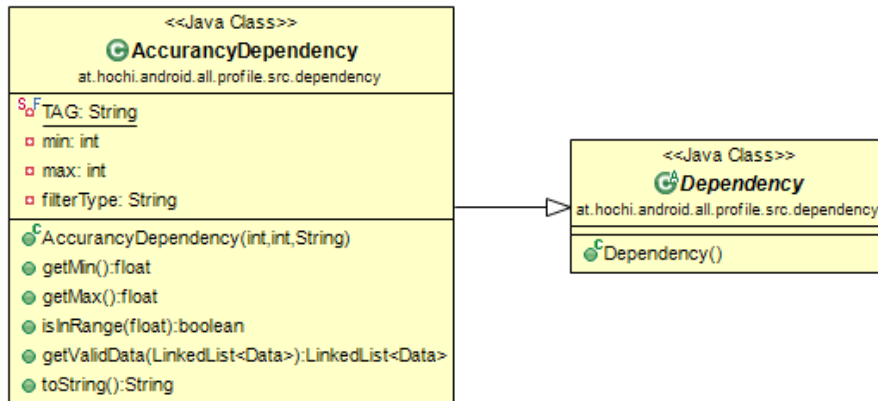 <<Java Class>>
AccurancyDependency
at.hochi.android.all.profile.src.dependency
TAG: String
min: int
max: int
filterType: String
AccurancyDependency(int,int,String)
getMin():float
getMax():float
isInRange(float):boolean
getValidData(LinkedList<Data>):LinkedList<Data>
toString():String
<<Java Class>>
Dependency
at.hochi.android.all.profile.src.dependency
Dependency()